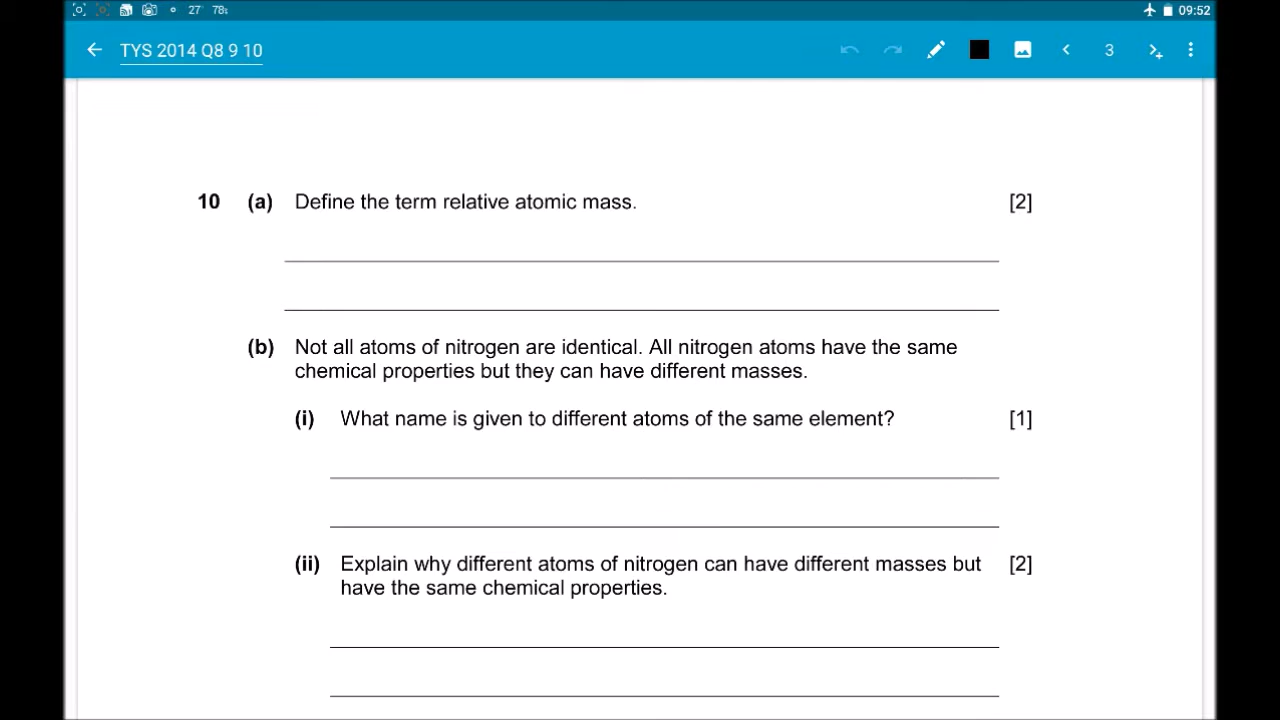 27° 78%
09:52
TYS 2014 Q8 9 10
3
10 (a) Define the term relative atomic mass. [2]
(b) Not all atoms of nitrogen are identical. All nitrogen atoms have the same
chemical properties but they can have different masses.
(i) What name is given to different atoms of the same element? [1]
(ii) Explain why different atoms of nitrogen can have different masses but [2]
have the same chemical properties.